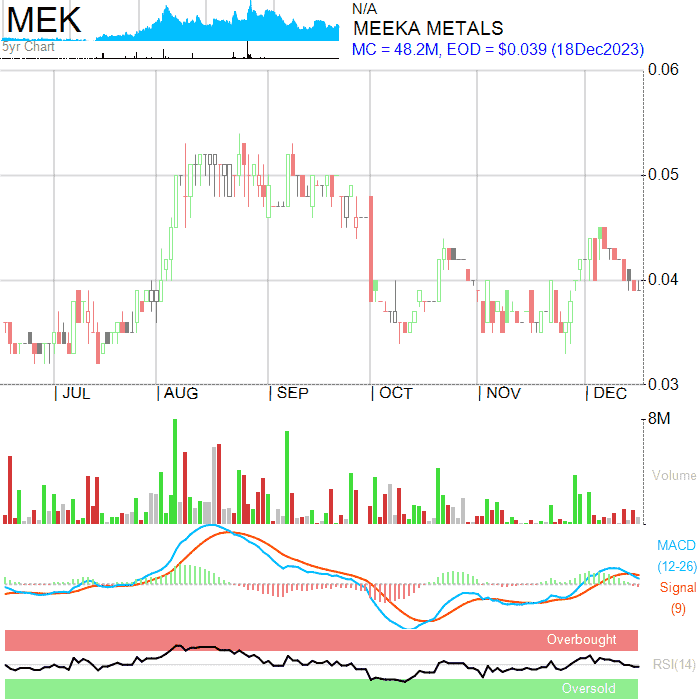 MEK
N/A
MEEKA METALS
5yr Chart
MC = 48.2M, EOD = $0.039 (18Dec2023)
0.06
0.05
0.04
0.03
JUL AUG SEP OCT NOV DEC
8M
Volume
MACD
(12-26)
Signal
(9)
Overbought
RSI(14)
Oversold